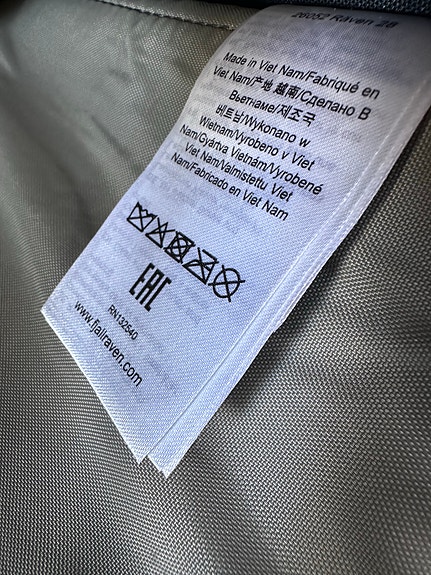 26052 Raven 28
Made in Viet Nam/Fabriqué en
Viet Nam/产地 越南/Сделано В
Вьетнаме/제조국
베트남/Wykonano w
Wietnam/Vyrobeno v Viet
Nam/Gyártva Vietnám/Vyrobené
Viet Nam/Valmistettu Viet
Nam/Fabricado en Viet Nam
EAC
RN132540
www.fjallraven.com